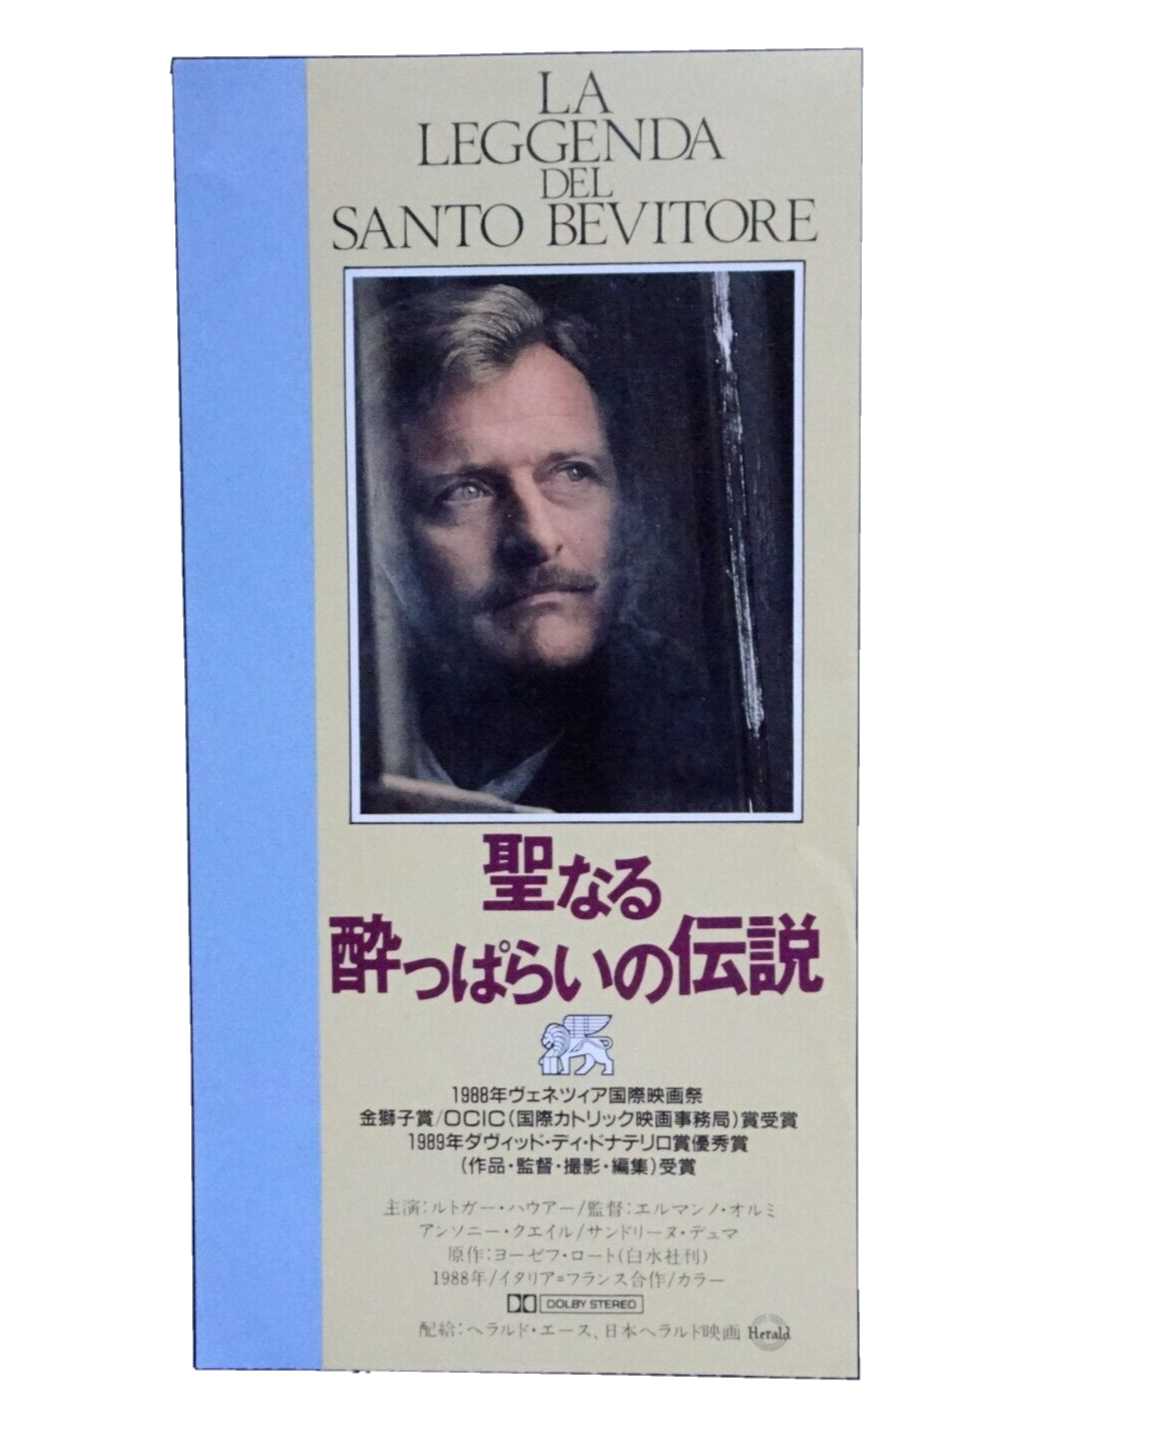 LA
LEGGENDA
DEL
SANTO BEVITORE
聖なる
酔っぱらいの伝説
1988年ヴェネツィア国際映画祭
金獅子賞/OCIC(国際カトリック映画事務局)賞受賞
1989年ダヴィッド・ディ・ドナテリロ賞優秀賞
(作品・監督・撮影・編集)受賞
主演:ルトガー・ハウアー/監督:エルマンノ・オルミ
アンソニー・クエイル/サンドリーヌ・デュマ
原作:ヨーゼフ・ロート(白水社刊)
1988年/イタリア=フランス合作/カラー
DOLBY STEREO
配給:ヘラルド・エース、日本ヘラルド映画 Herald